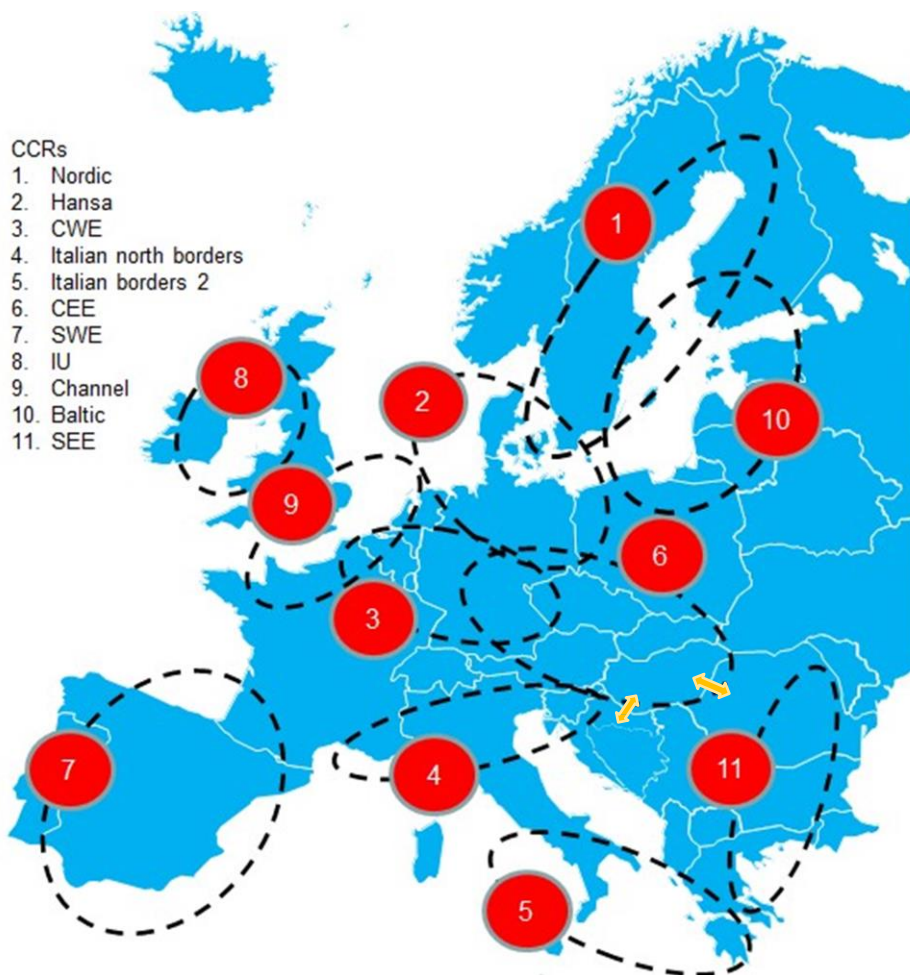 CCRs
1. Nordic
2. Hansa
3. CWE
4. Italian north borders
5. Italian borders 2
6. CEE
7. SWE
8. IU
9. Channel
10. Baltic
11. SEE
1
2
8
10
9
6
3
7
4
11
5